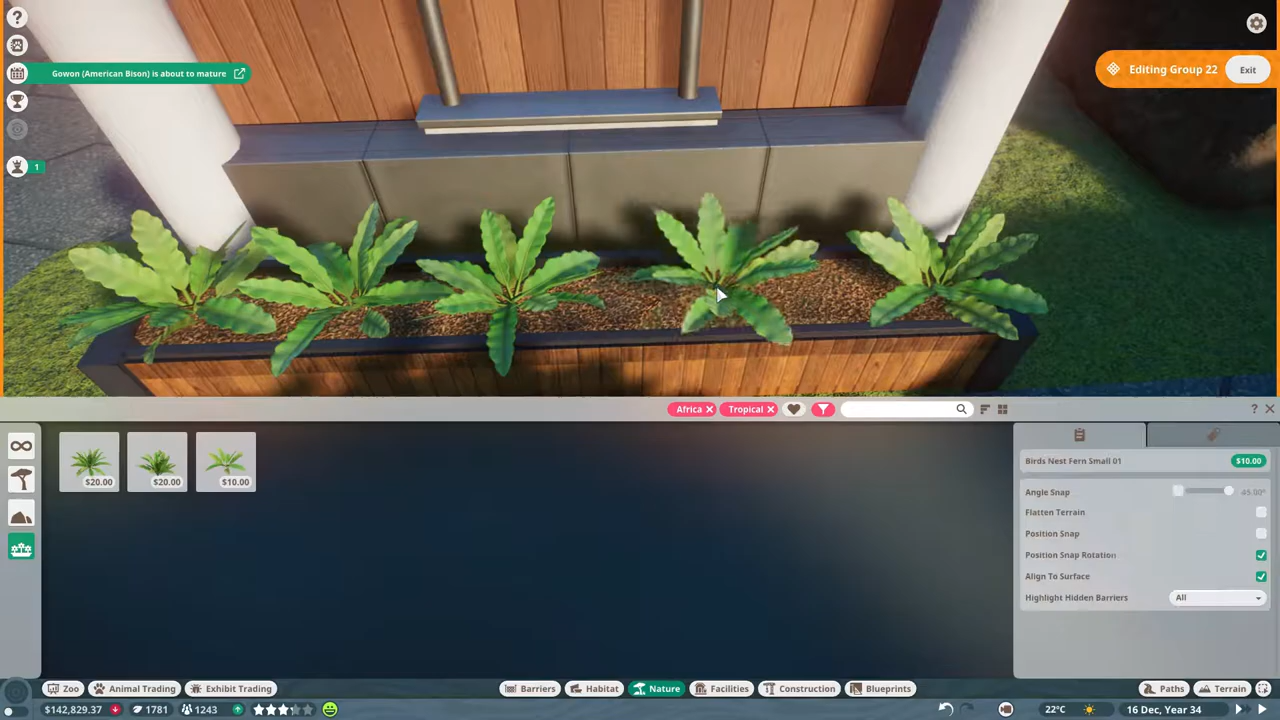 Gowon (American Bison) is about to mature
Editing Group 22
Exit
1
Africa
Tropical
$20.00
$20.00
$10.00
Birds Nest Fern Small 01
$10.00
Angle Snap
45.00°
Flatten Terrain
Position Snap
Position Snap Rotation
Align To Surface
Highlight Hidden Barriers
All
Zoo
Animal Trading
Exhibit Trading
Barriers
Habitat
Nature
Facilities
Construction
Blueprints
Paths
Terrain
$142,829.37
1781
1243
22°C
16 Dec, Year 34